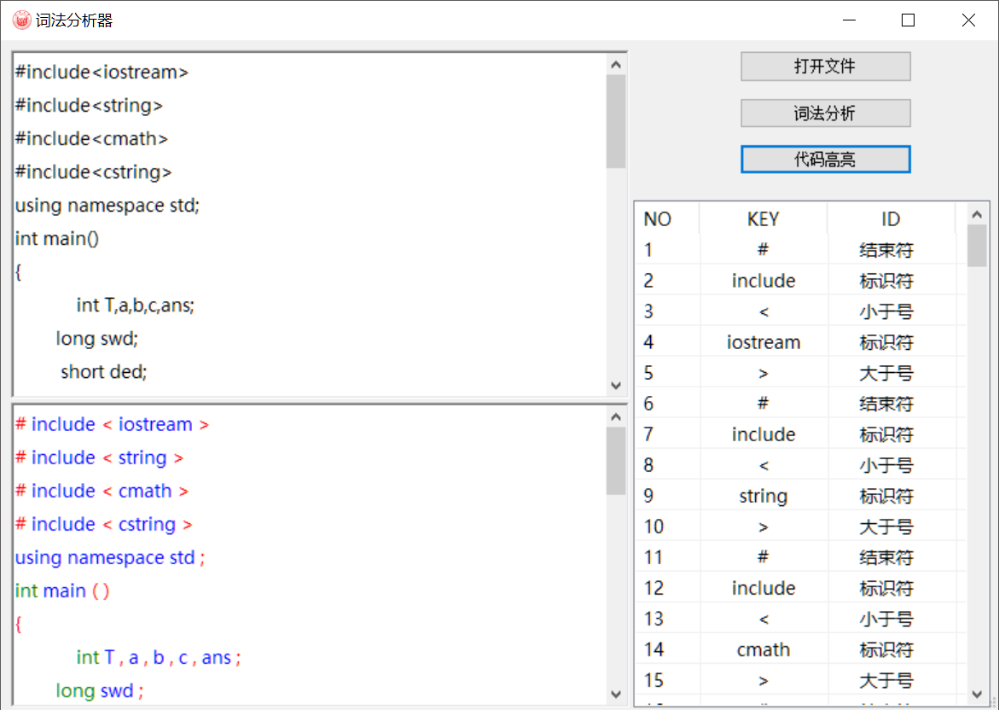 词法分析器
#include<iostream>
#include<string>
#include<cmath>
#include<cstring>
using namespace std;
int main()
{
int T,a,b,c,ans;
long swd;
short ded;
# include < iostream >
# include < string >
# include < cmath >
# include < cstring >
using namespace std ;
int main ( )
{
int T , a , b , c , ans ;
long swd ;
打开文件
词法分析
代码高亮
NO KEY ID
1 # 结束符
2 include 标识符
3 < 小于号
4 iostream 标识符
5 > 大于号
6 # 结束符
7 include 标识符
8 < 小于号
9 string 标识符
10 > 大于号
11 # 结束符
12 include 标识符
13 < 小于号
14 cmath 标识符
15 > 大于号